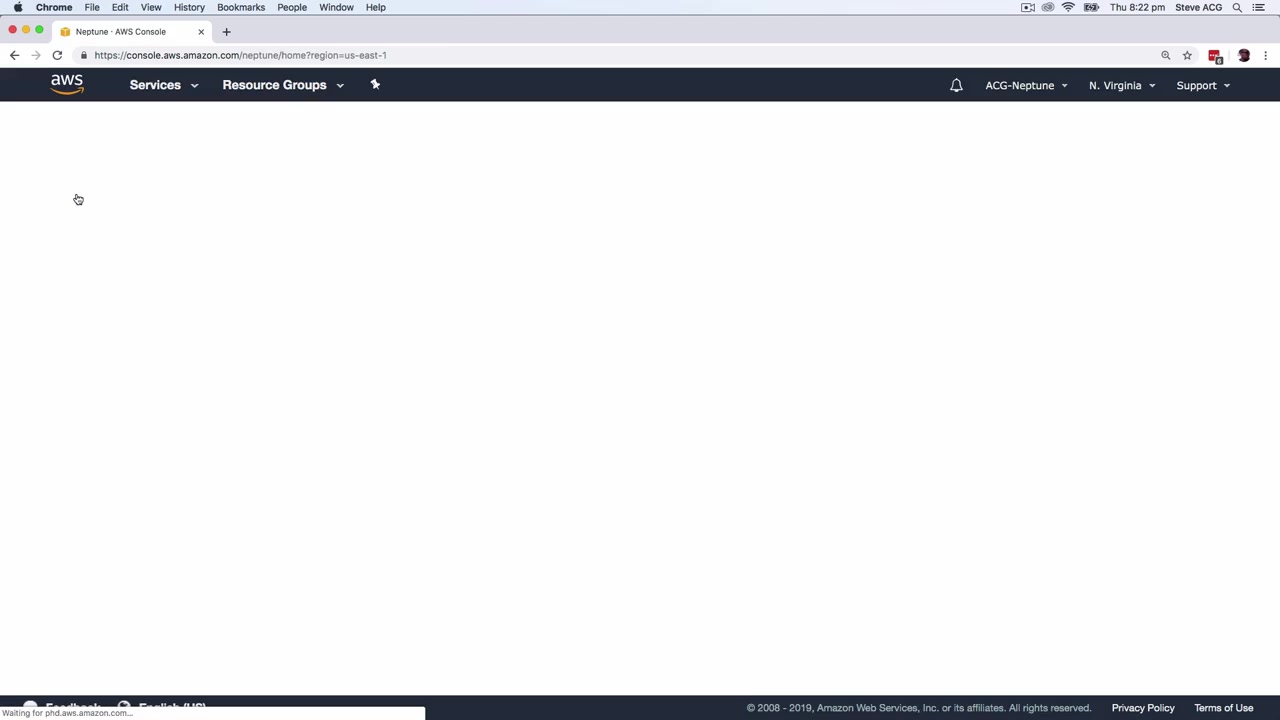 Chrome File Edit View History Bookmarks People Window Help Thu 8:22 pm Steve ACG
Neptune · AWS Console
https://console.aws.amazon.com/neptune/home?region=us-east-1
aws Services Resource Groups ACG-Neptune N. Virginia Support
Feedback English (US) © 2008 - 2019, Amazon Web Services, Inc. or its affiliates. All rights reserved. Privacy Policy Terms of Use
Waiting for phd.aws.amazon.com...